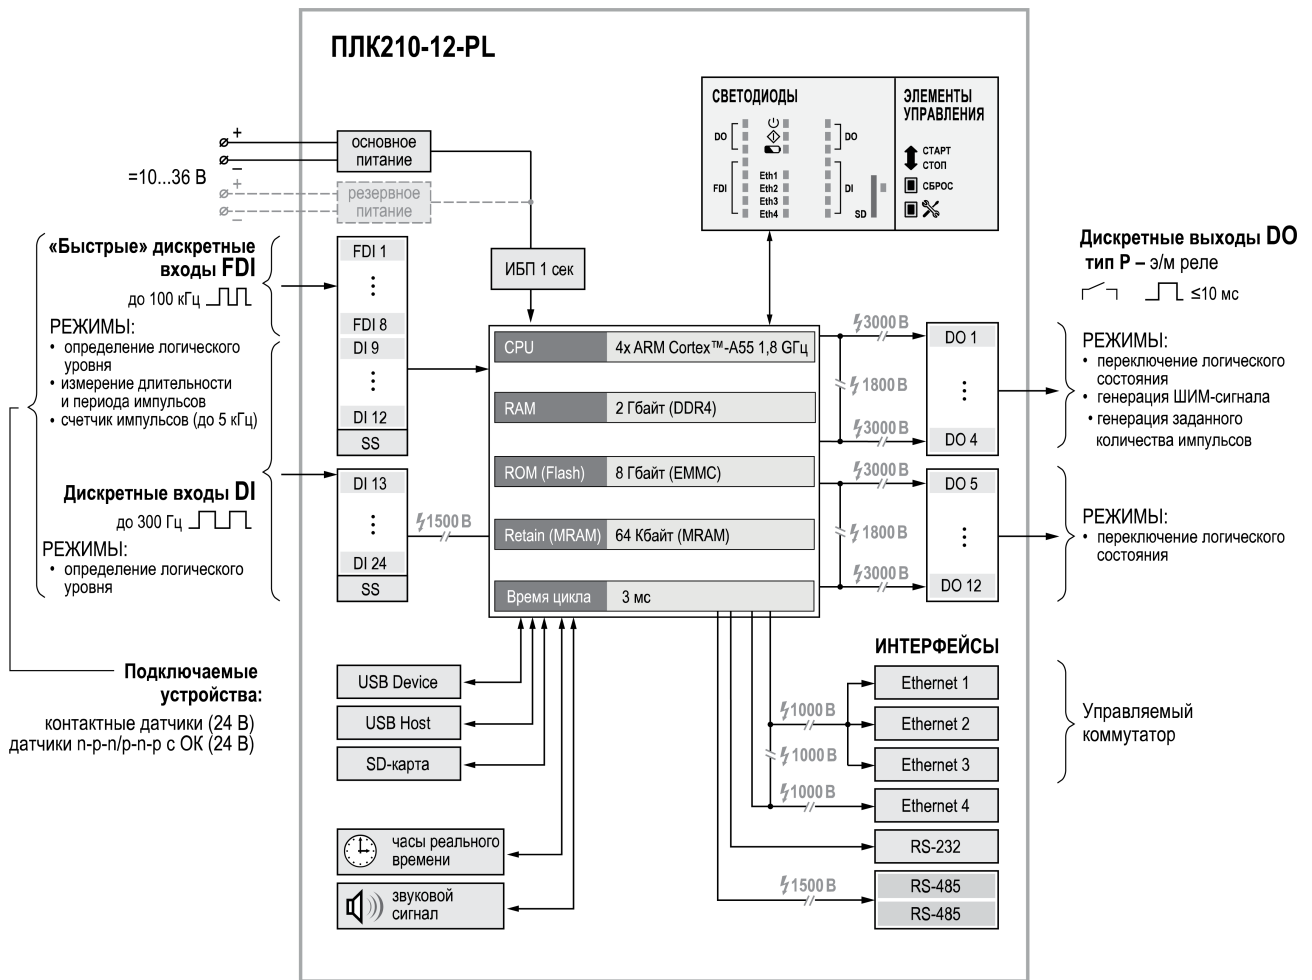 ПЛК210-12-PL
СВЕТОДИОДЫ
DO
DO
FDI
Eth1
Eth2
Eth3
Eth4
DI
SD
ЭЛЕМЕНТЫ
УПРАВЛЕНИЯ
СТАРТ
СТОП
СБРОС
+
–
=10...36 В
+
–
основное
питание
резервное
питание
ИБП 1 сек
«Быстрые» дискретные
входы FDI
до 100 кГц
РЕЖИМЫ:
• определение логического
уровня
• измерение длительности
и периода импульсов
• счетчик импульсов (до 5 кГц)
Дискретные входы DI
до 300 Гц
РЕЖИМЫ:
• определение логического
уровня
Подключаемые
устройства:
контактные датчики (24 В)
датчики n-p-n/p-n-p с ОК (24 В)
FDI 1
FDI 8
DI 9
DI 12
SS
DI 13
DI 24
SS
1500 В
CPU 4x ARM Cortex™-A55 1,8 ГГц
RAM 2 Гбайт (DDR4)
ROM (Flash) 8 Гбайт (EMMC)
Retain (MRAM) 64 Кбайт (MRAM)
Время цикла 3 мс
3000 В
1800 В
3000 В
3000 В
1800 В
3000 В
DO 1
DO 4
DO 5
DO 12
Дискретные выходы DO
тип Р – э/м реле
≤10 мс
РЕЖИМЫ:
• переключение логического
состояния
• генерация ШИМ-сигнала
• генерация заданного
количества импульсов
РЕЖИМЫ:
• переключение логического
состояния
USB Device
USB Host
SD-карта
часы реального
времени
звуковой
сигнал
ИНТЕРФЕЙСЫ
1000 В
1000 В
1000 В
1500 В
Ethernet 1
Ethernet 2
Ethernet 3
Ethernet 4
RS-232
RS-485
RS-485
Управляемый
коммутатор